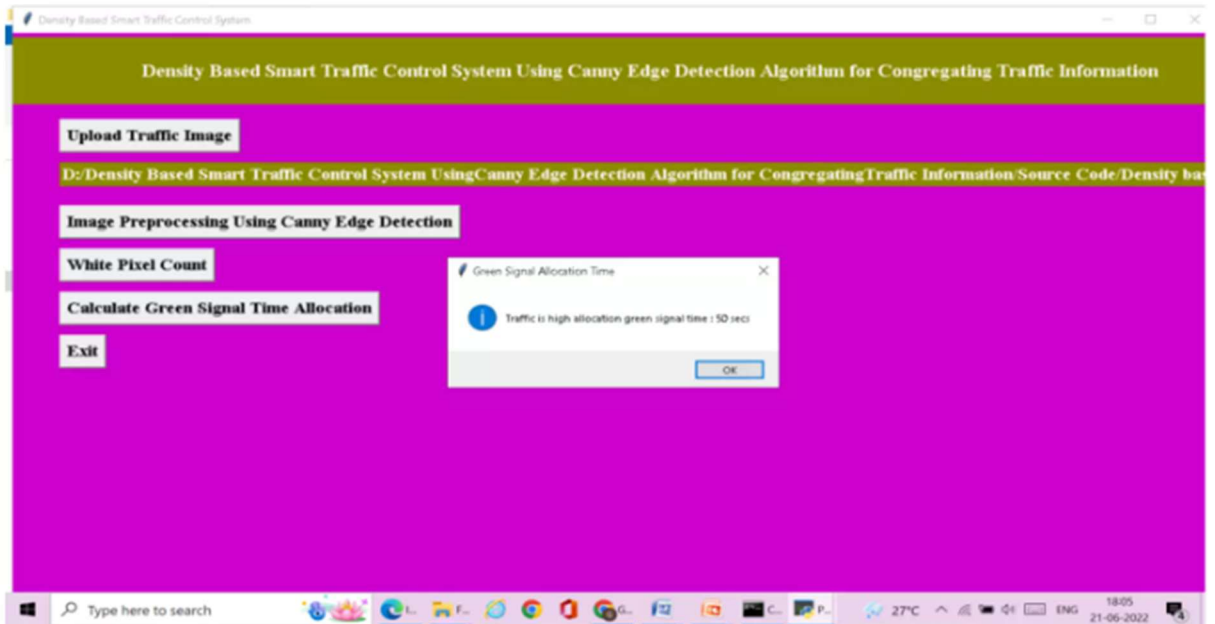 Density Based Smart Traffic Control System
Density Based Smart Traffic Control System Using Canny Edge Detection Algorithm for Congregating Traffic Information
Upload Traffic Image
D:/Density Based Smart Traffic Control System UsingCanny Edge Detection Algorithm for CongregatingTraffic Information/Source Code/Density bas
Image Preprocessing Using Canny Edge Detection
White Pixel Count
Green Signal Allocation Time
Calculate Green Signal Time Allocation
Traffic is high allocation green signal time : 50 secs
Exit
OK
Type here to search
I... F... G... C... P...
27°C
ENG
18:05
21-06-2022
4